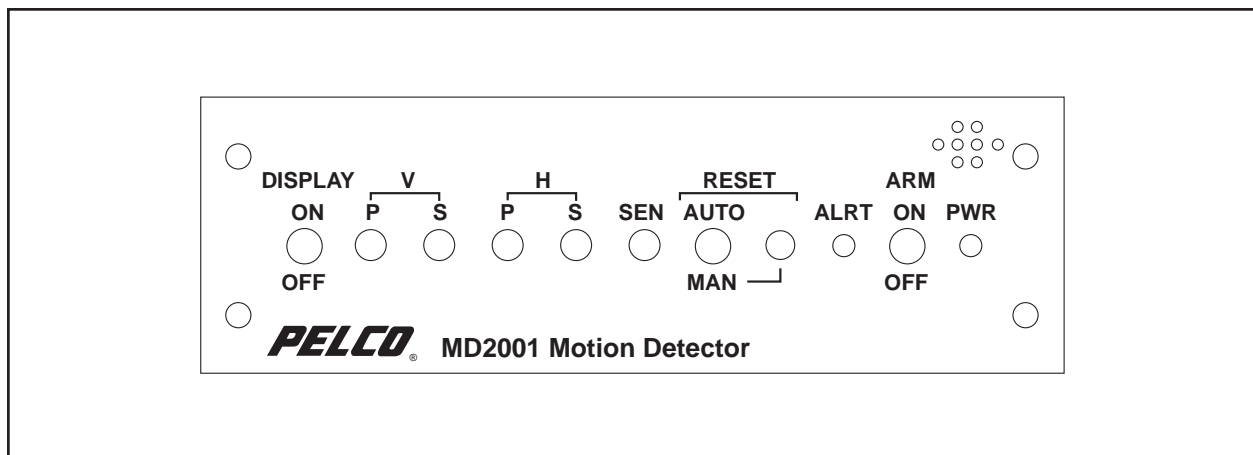 DISPLAY V H RESET ARM
ON P S P S SEN AUTO ALRT ON PWR
OFF MAN OFF
PELCO® MD2001 Motion Detector